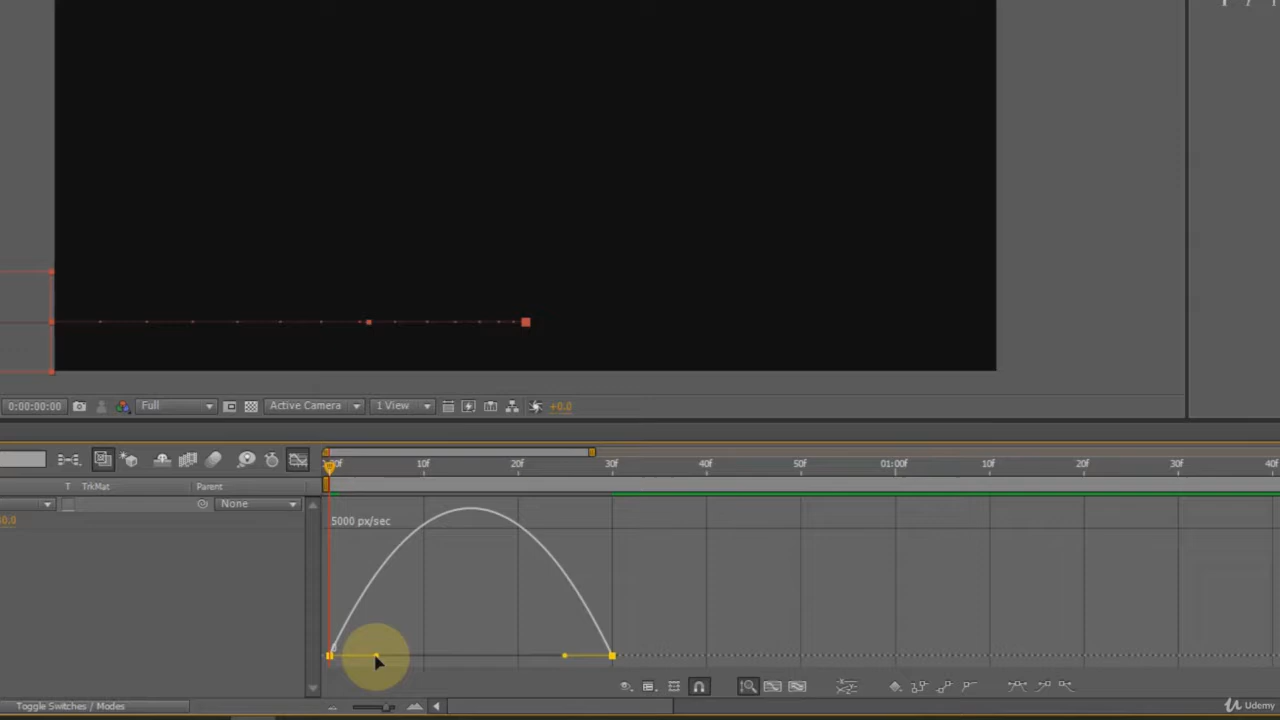 0:00:00:00
Full
Active Camera
1 View
+0.0
10f
20f
30f
40f
50f
01:00f
10f
20f
30f
40
T
TrkMat
Parent
None
5000 px/sec
Toggle Switches / Modes
Udemy